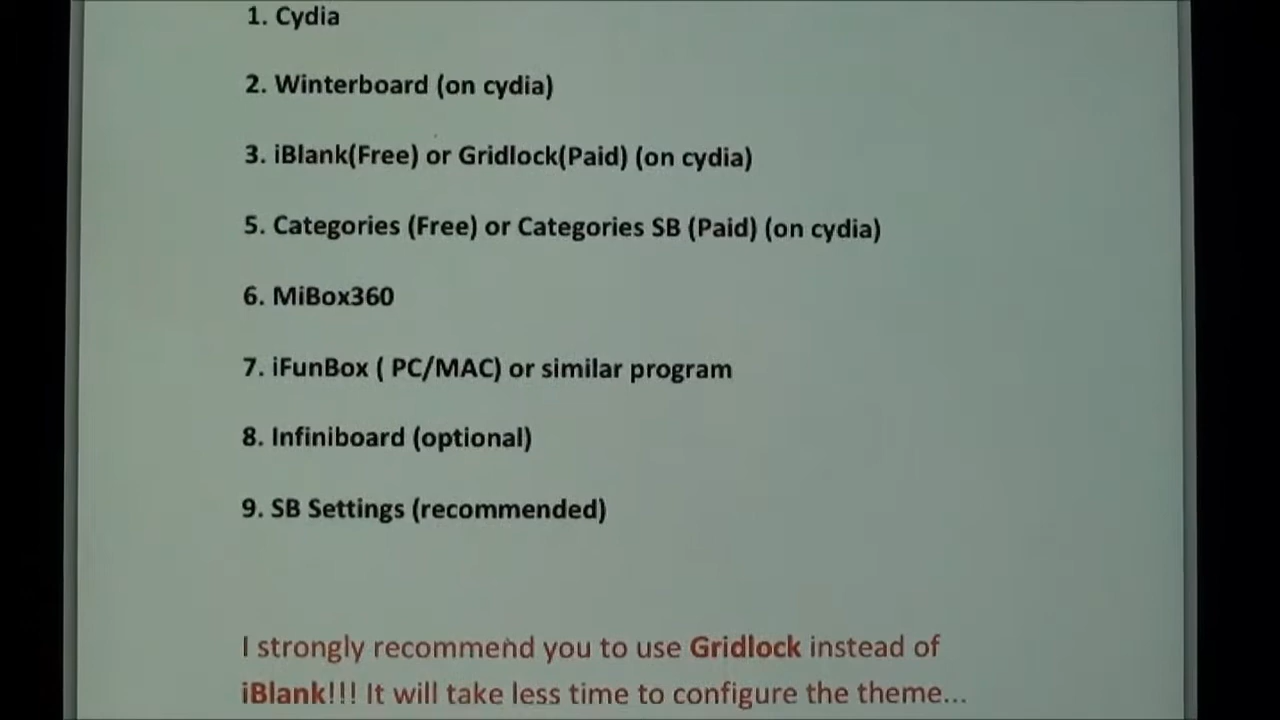 1. Cydia
2. Winterboard (on cydia)
3. iBlank(Free) or Gridlock(Paid) (on cydia)
5. Categories (Free) or Categories SB (Paid) (on cydia)
6. MiBox360
7. iFunBox ( PC/MAC) or similar program
8. Infiniboard (optional)
9. SB Settings (recommended)
I strongly recommend you to use Gridlock instead of
iBlank!!! It will take less time to configure the theme...